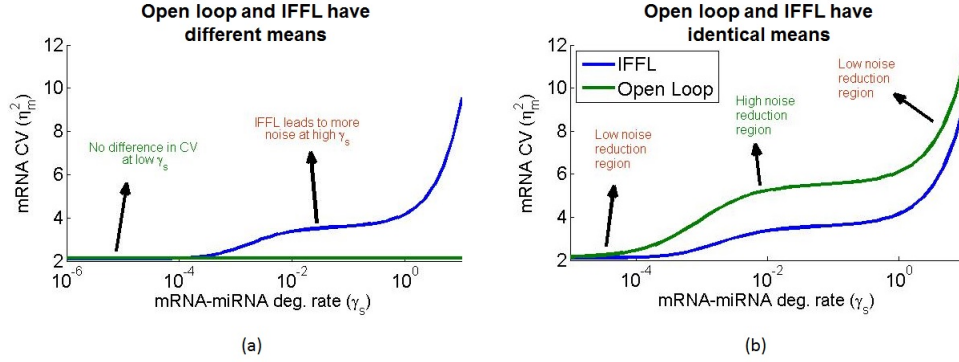 Open loop and IFFL have
different means
12
10
8
6
4
2
mRNA CV (η²ₘ)
No difference in CV
at low γₛ
IFFL leads to more
noise at high γₛ
10⁻⁶
10⁻⁴
10⁻²
10⁰
mRNA-miRNA deg. rate (γₛ)
(a)
Open loop and IFFL have
identical means
12
10
8
6
4
2
mRNA CV (η²ₘ)
IFFL
Open Loop
Low noise
reduction
region
High noise
reduction
region
Low noise
reduction
region
10⁻⁴
10⁻²
10⁰
mRNA-miRNA deg. rate (γₛ)
(b)